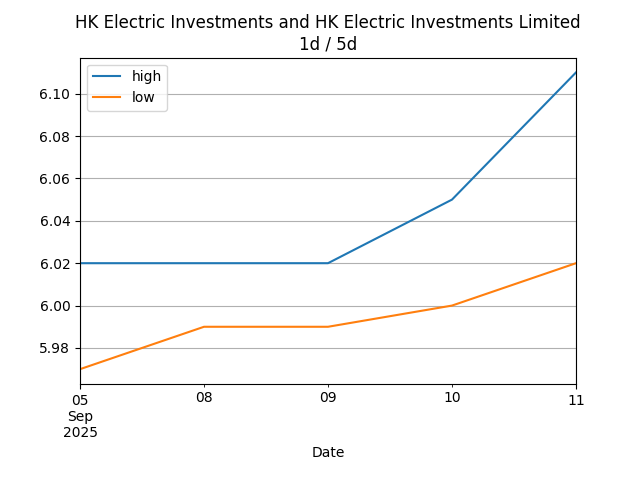 HK Electric Investments and HK Electric Investments Limited
1d / 5d
high
low
6.10
6.08
6.06
6.04
6.02
6.00
5.98
05 08 09 10 11
Sep
2025
Date